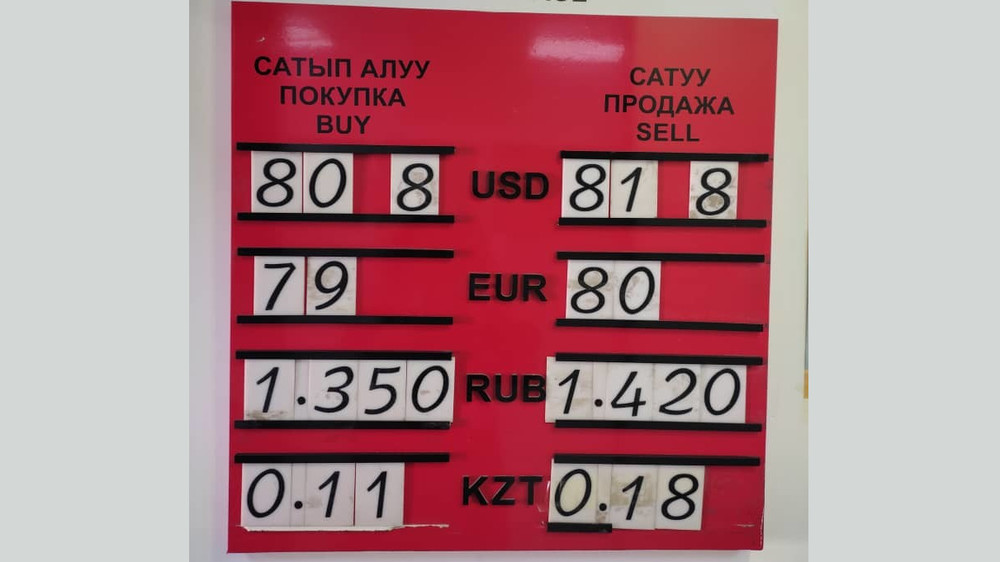 САТЫП АЛУУ
ПОКУПКА
BUY
САТУУ
ПРОДАЖА
SELL
80 8 USD 81 8
79 EUR 80
1.350 RUB 1.420
0.11 KZT 0.18